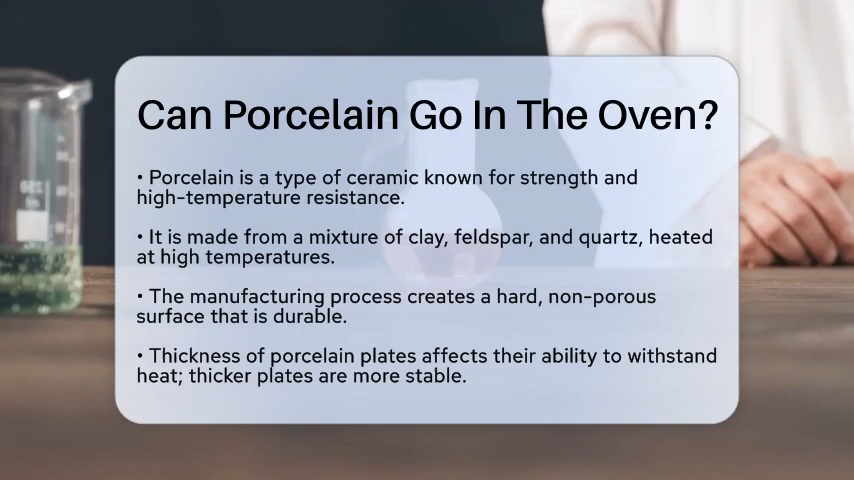 Can Porcelain Go In The Oven?
• Porcelain is a type of ceramic known for strength and
high-temperature resistance.
• It is made from a mixture of clay, feldspar, and quartz, heated
at high temperatures.
• The manufacturing process creates a hard, non-porous
surface that is durable.
• Thickness of porcelain plates affects their ability to withstand
heat; thicker plates are more stable.
250